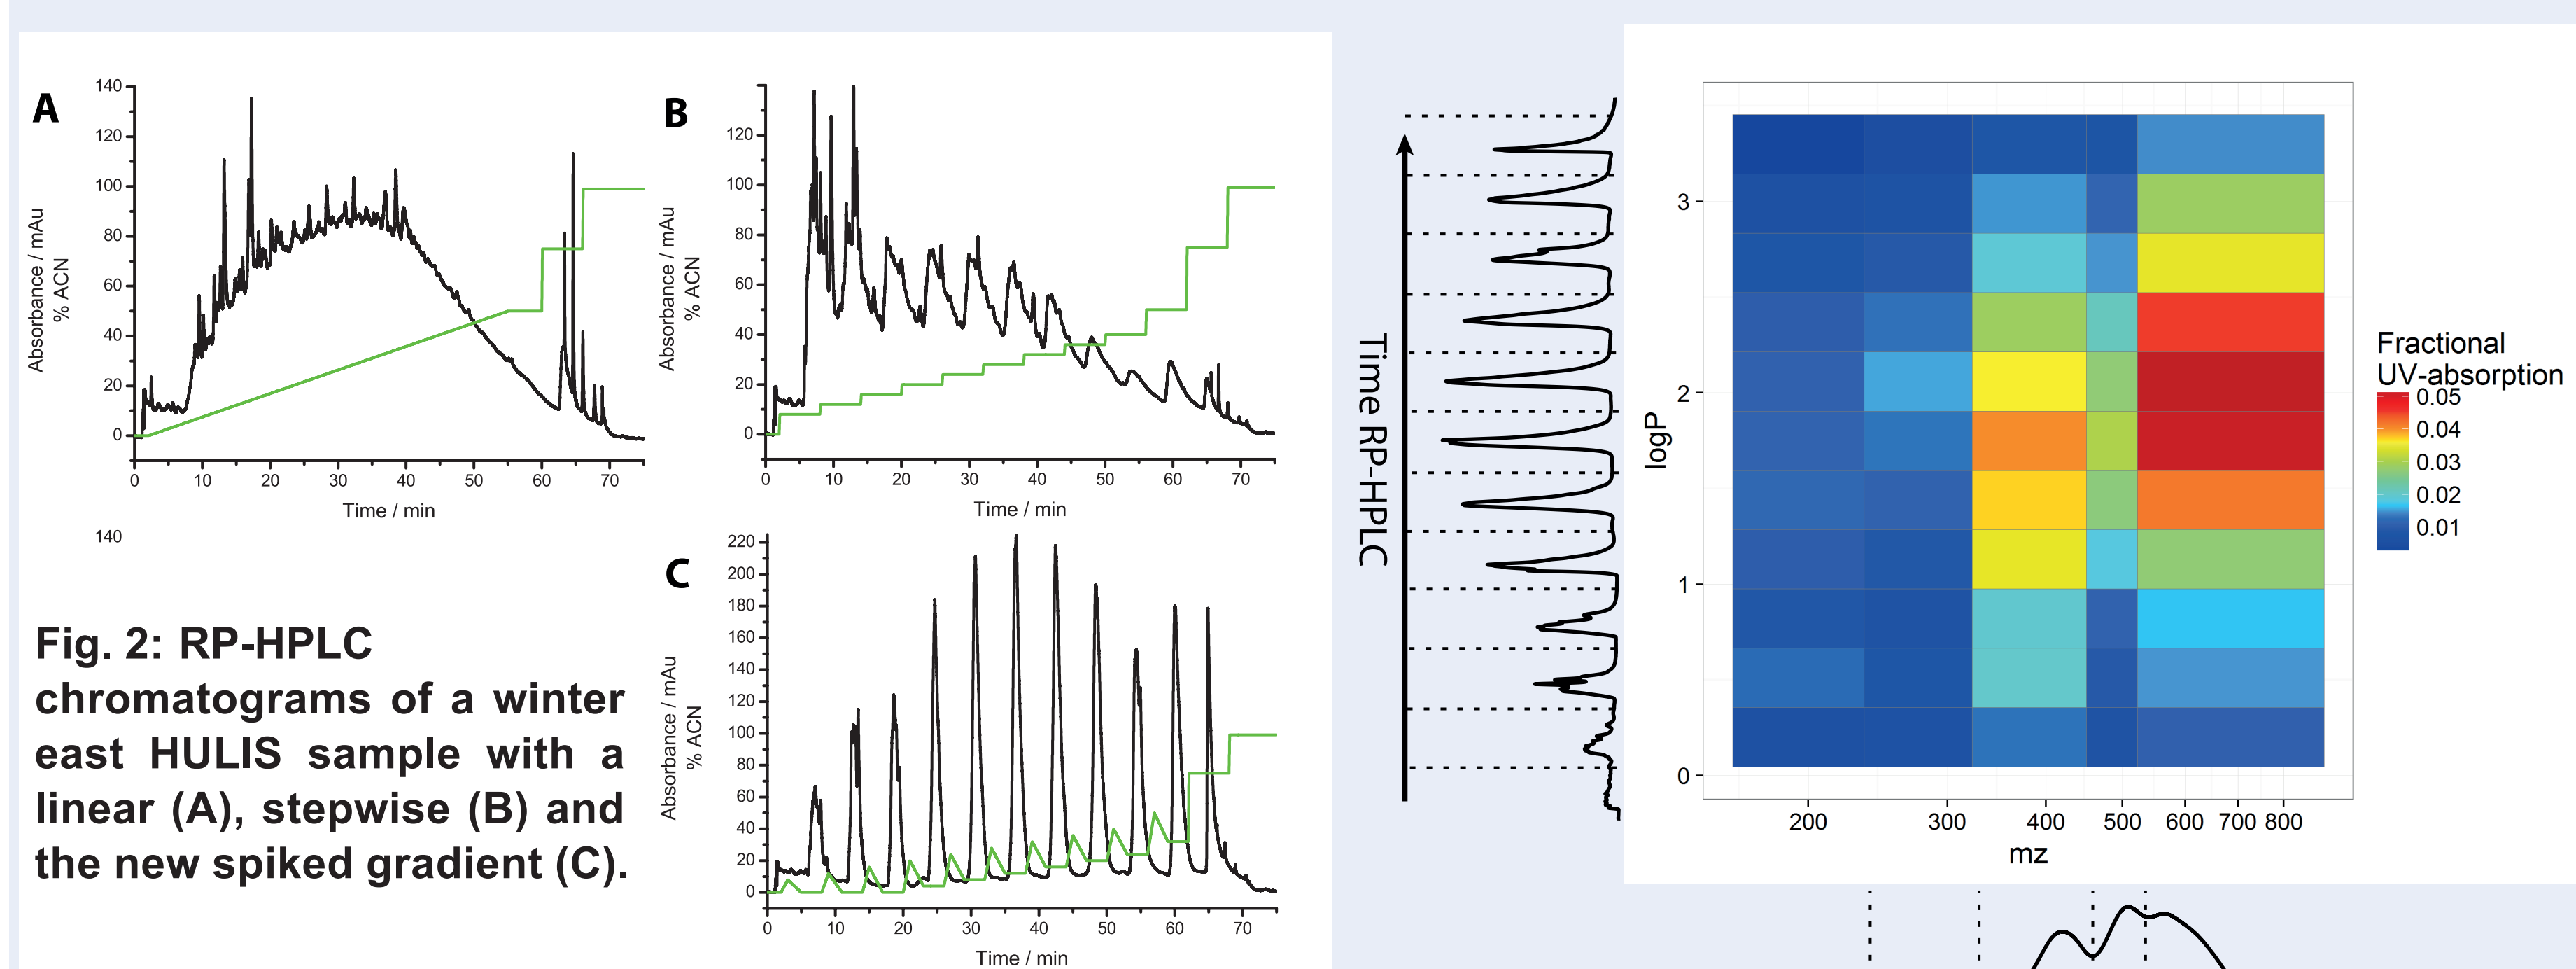 A
Absorbance / mAu
% ACN
140
120
100
80
60
40
20
0
0 10 20 30 40 50 60 70
Time / min
140
B
Absorbance / mAu
% ACN
120
100
80
60
40
20
0
0 10 20 30 40 50 60 70
Time / min
C
Absorbance / mAu
% ACN
220
200
180
160
140
120
100
80
60
40
20
0
0 10 20 30 40 50 60 70
Time / min
Fig. 2: RP-HPLC
chromatograms of a winter
east HULIS sample with a
linear (A), stepwise (B) and
the new spiked gradient (C).
Time RP-HPLC
logP
3
2
1
0
200 300 400 500 600 700 800
mz
Fractional
UV-absorption
0.05
0.04
0.03
0.02
0.01